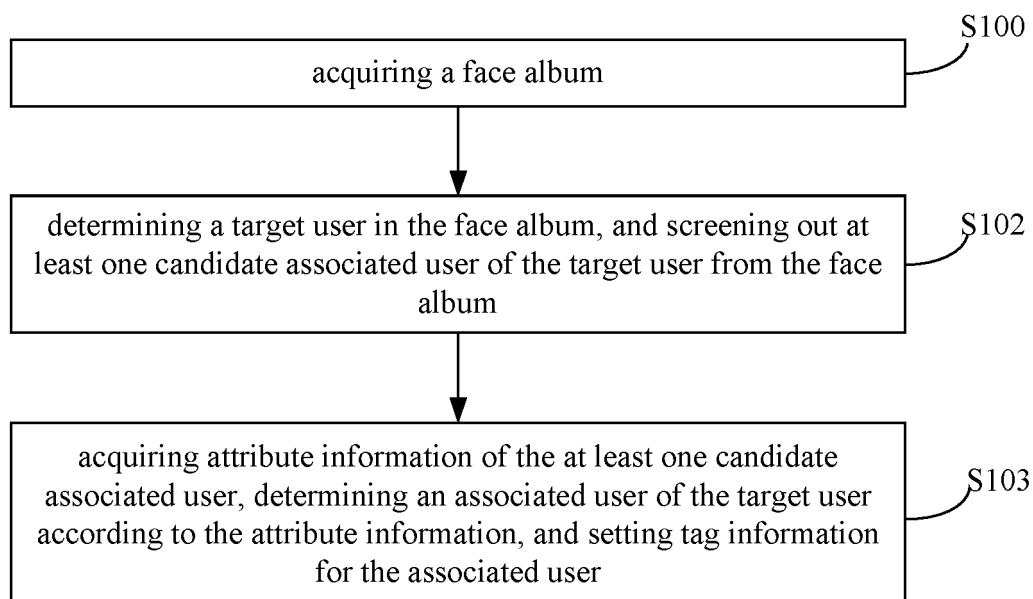 S100
acquiring a face album
determining a target user in the face album, and screening out at
least one candidate associated user of the target user from the face
album
S102
acquiring attribute information of the at least one candidate
associated user, determining an associated user of the target user
according to the attribute information, and setting tag information
for the associated user
S103